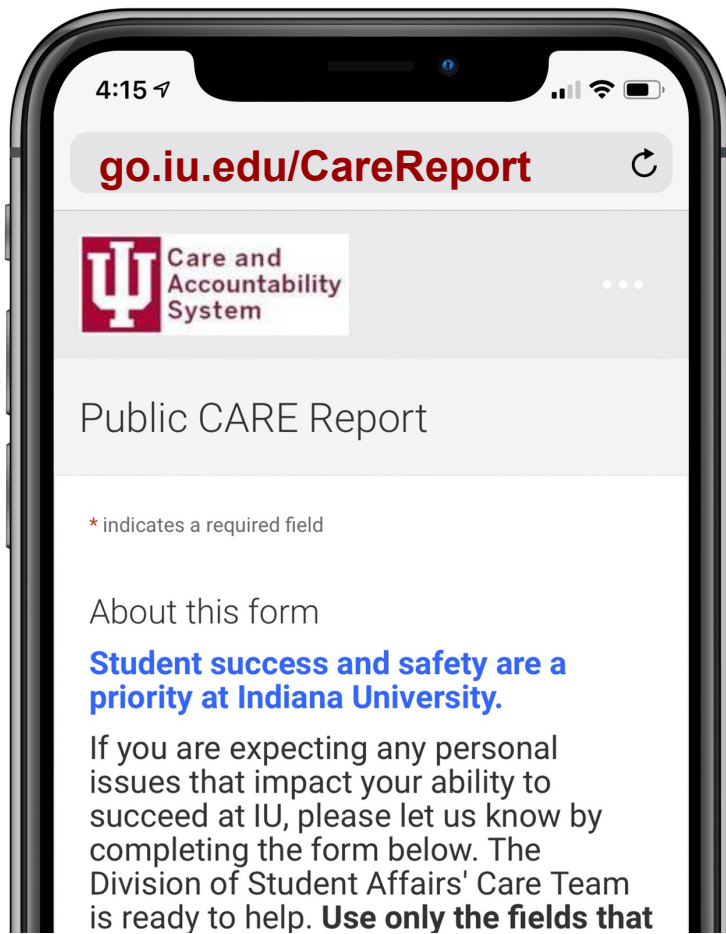 4:15
go.iu.edu/CareReport
Care and
Accountability
System
Public CARE Report
* indicates a required field
About this form
Student success and safety are a
priority at Indiana University.
If you are expecting any personal
issues that impact your ability to
succeed at IU, please let us know by
completing the form below. The
Division of Student Affairs' Care Team
is ready to help. Use only the fields that